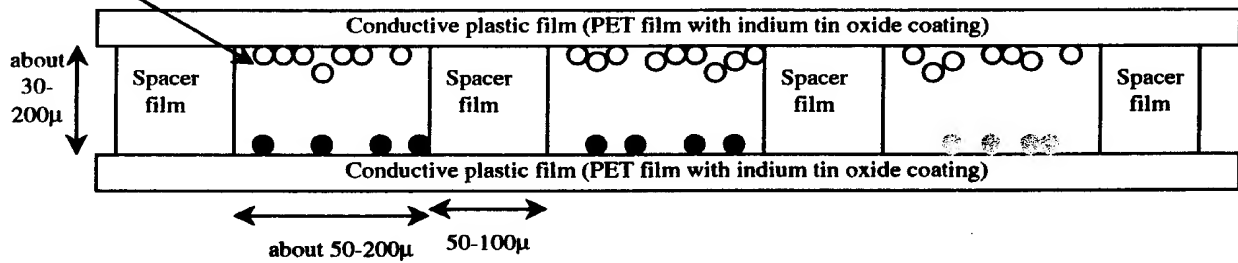 Conductive plastic film (PET film with indium tin oxide coating)
about
30-
200μ
Spacer
film
Spacer
film
Spacer
film
Spacer
film
Conductive plastic film (PET film with indium tin oxide coating)
about 50-200μ
50-100μ